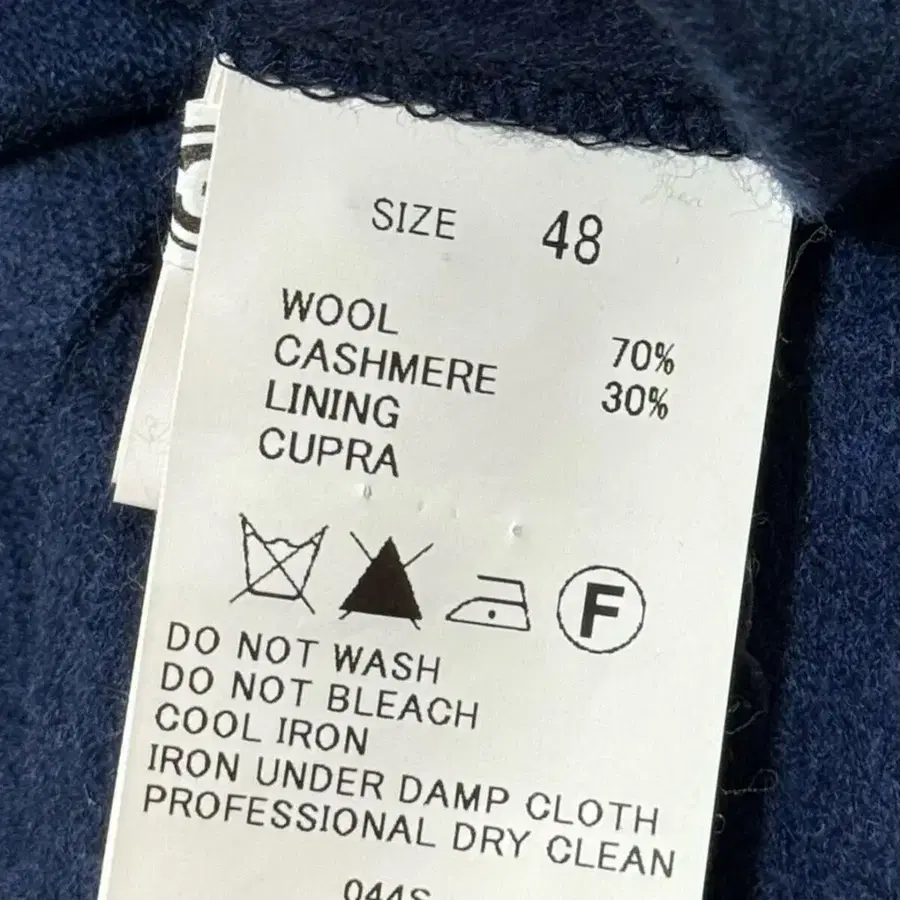 SIZE 48
WOOL 70%
CASHMERE 30%
LINING
CUPRA
F
DO NOT WASH
DO NOT BLEACH
COOL IRON
IRON UNDER DAMP CLOTH
PROFESSIONAL DRY CLEAN
044S